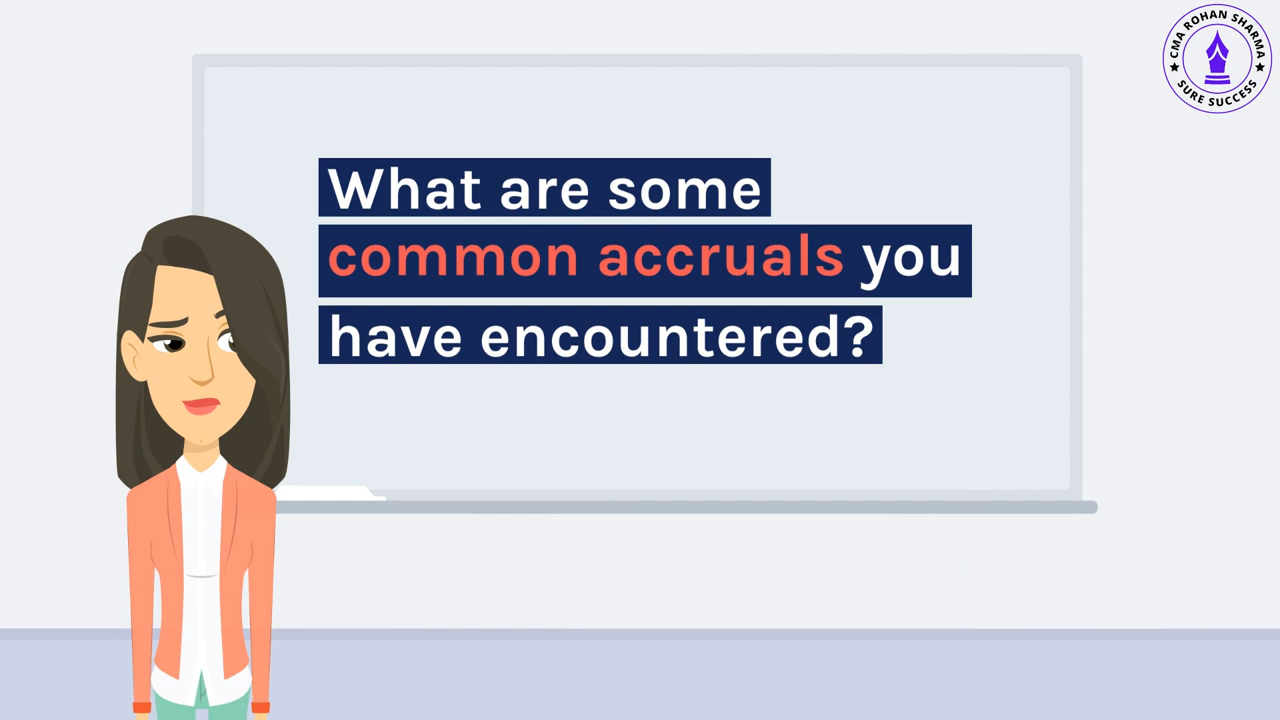 CMA ROHAN SHARMA
SURE SUCCESS
What are some
common accruals you
have encountered?